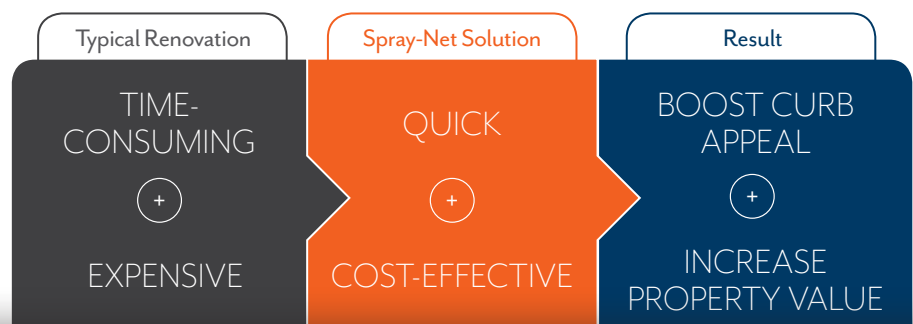 Typical Renovation
TIME-
CONSUMING
+
EXPENSIVE
Spray-Net Solution
QUICK
+
COST-EFFECTIVE
Result
BOOST CURB
APPEAL
+
INCREASE
PROPERTY VALUE